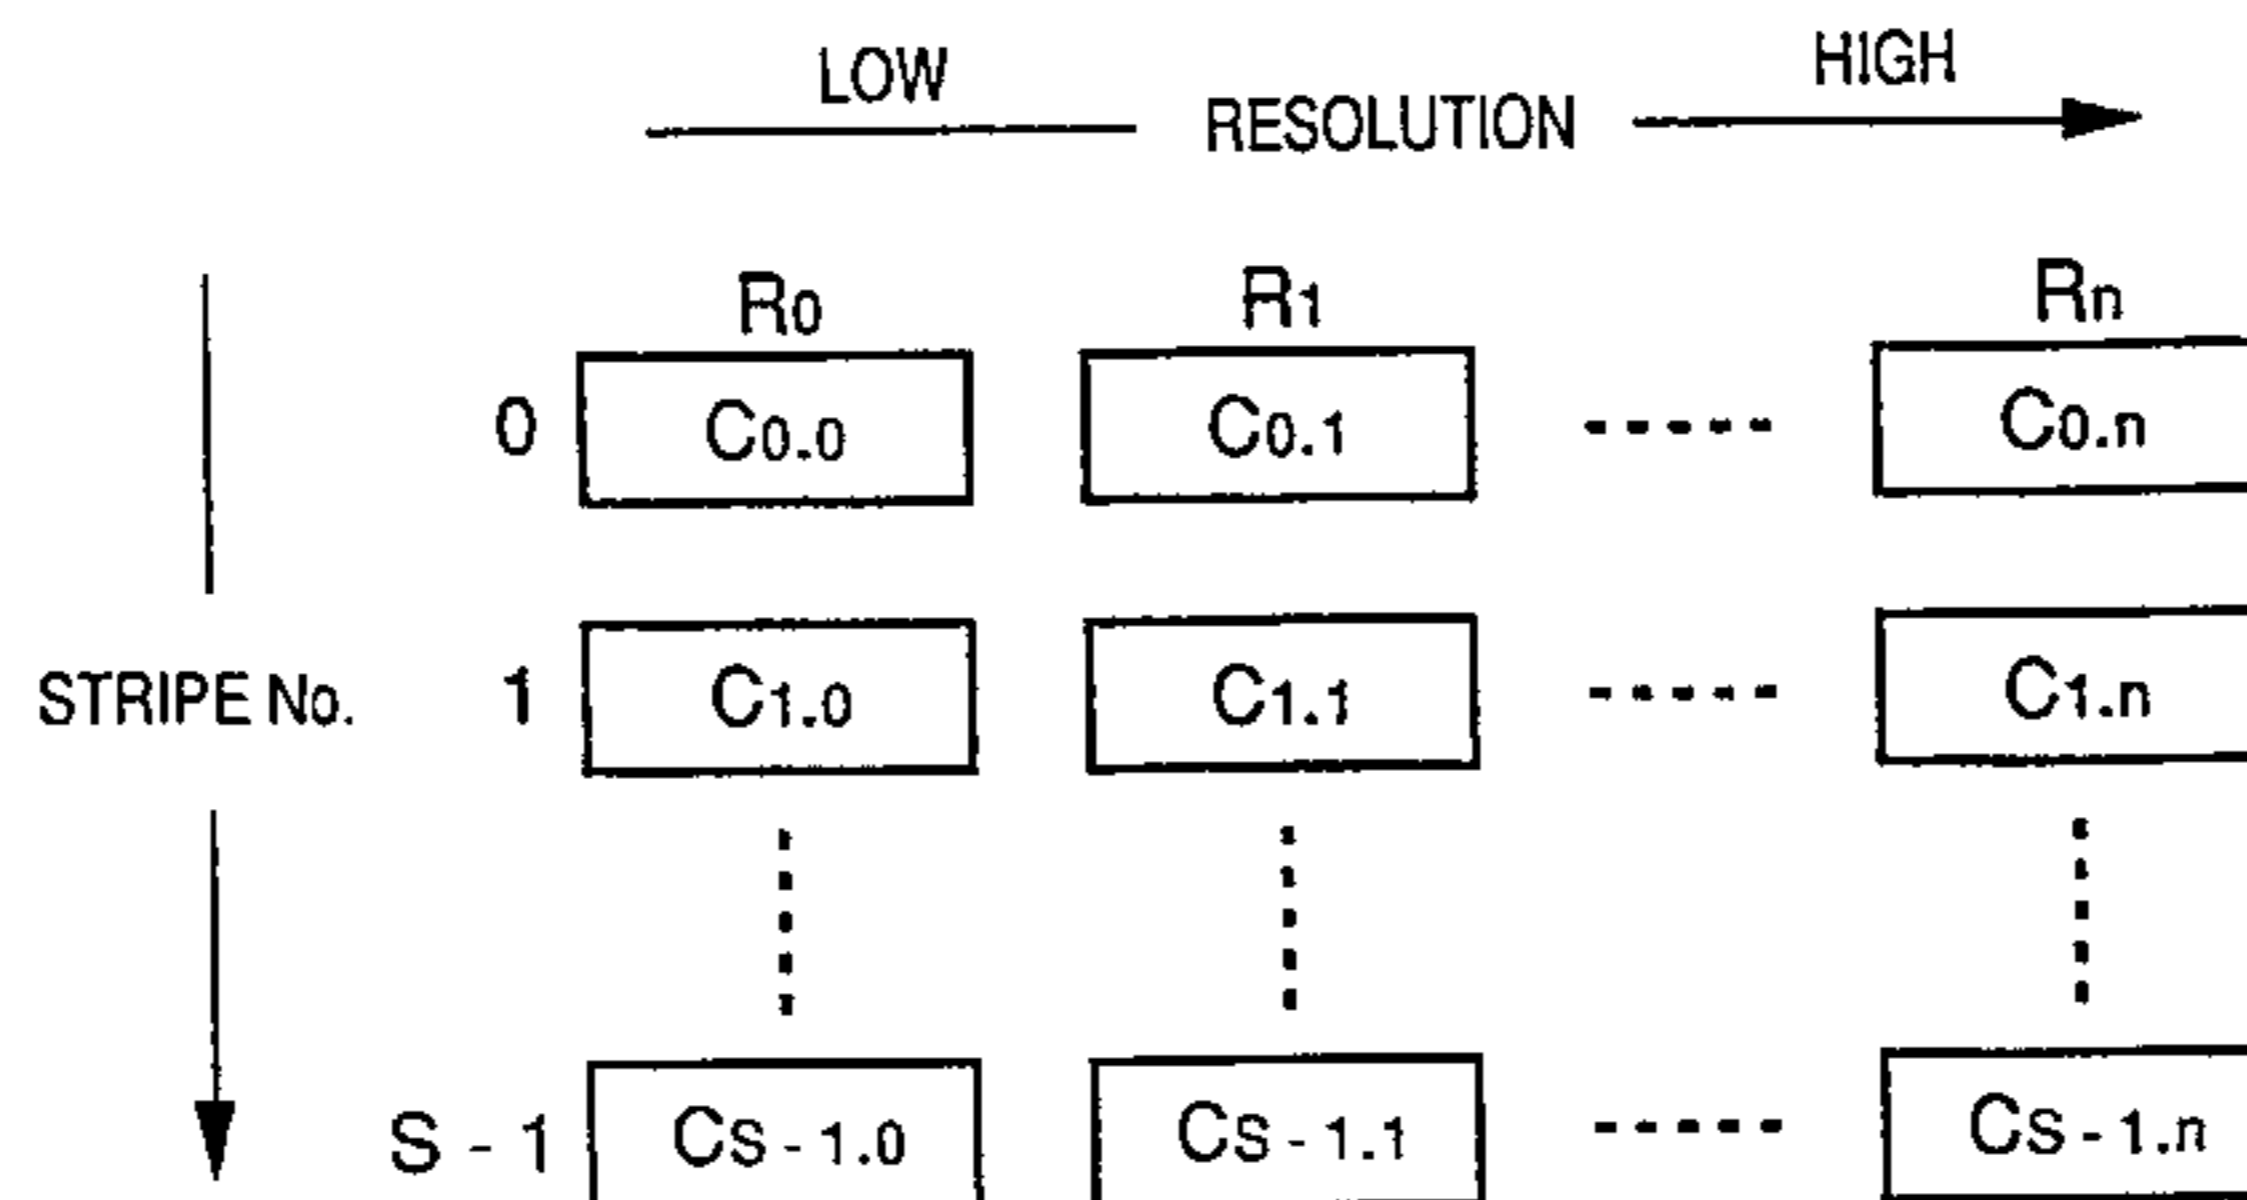 LOW HIGH
RESOLUTION
R0 R1 Rn
0 C0.0 C0.1 C0.n
STRIPE No. 1 C1.0 C1.1 C1.n
S - 1 CS - 1.0 CS - 1.1 CS - 1.n